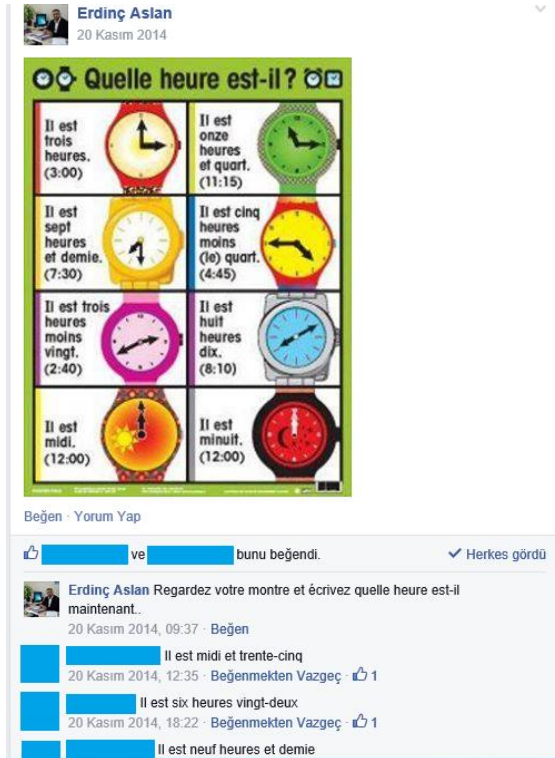 Erdinç Aslan
20 Kasım 2014
Quelle heure est-il?
Il est
trois
heures.
(3:00)
Il est
onze
heures
et quart.
(11:15)
Il est
sept
heures
et demie.
(7:30)
Il est cinq
heures
moins
(le) quart.
(4:45)
Il est trois
heures
moins
vingt.
(2:40)
Il est
huit
heures
dix.
(8:10)
Il est
midi.
(12:00)
Il est
minuit.
(12:00)
Beğen · Yorum Yap
ve bunu beğendi.
Herkes gördü
Erdinç Aslan Regardez votre montre et écrivez quelle heure est-il
maintenant..
20 Kasım 2014, 09:37 · Beğen
Il est midi et trente-cinq
20 Kasım 2014, 12:35 · Beğenmekten Vazgeç · 1
Il est six heures vingt-deux
20 Kasım 2014, 18:22 · Beğenmekten Vazgeç · 1
Il est neuf heures et demie